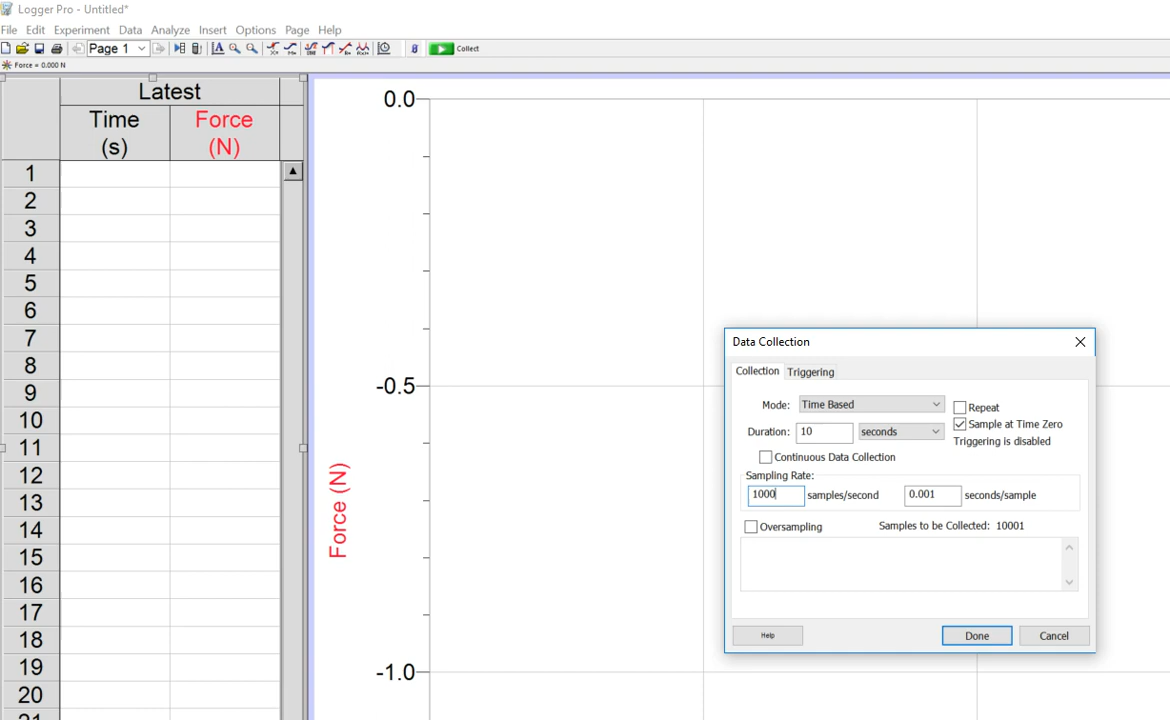 Logger Pro - Untitled*
File Edit Experiment Data Analyze Insert Options Page Help
Page 1 Collect
Force = 0.000 N
Latest
Time (s) Force (N)
1
2
3
4
5
6
7
8
9
10
11
12
13
14
15
16
17
18
19
20
21
0.0
-0.5
-1.0
Force (N)
Data Collection
Collection Triggering
Mode: Time Based Repeat
Duration: 10 seconds Sample at Time Zero
Triggering is disabled
Continuous Data Collection
Sampling Rate:
1000 samples/second 0.001 seconds/sample
Oversampling Samples to be Collected: 10001
Help Done Cancel